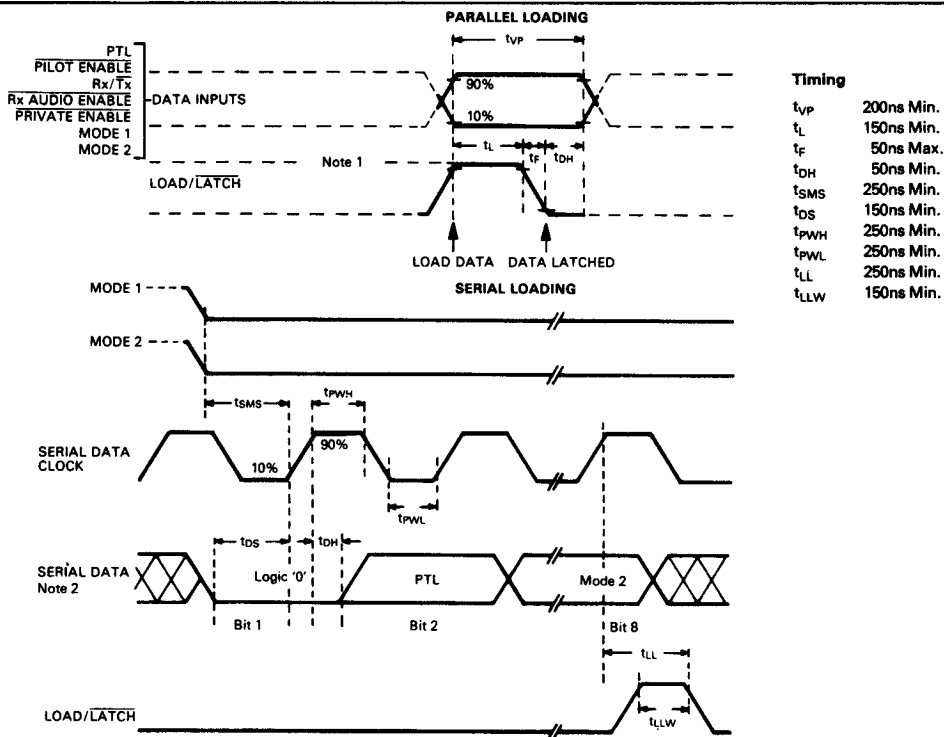 PARALLEL LOADING
tVP
PTL
PILOT ENABLE
Rx/Tx
Rx AUDIO ENABLE
PRIVATE ENABLE
MODE 1
MODE 2
DATA INPUTS
90%
10%
tL
tF
tDH
Note 1
LOAD/LATCH
LOAD DATA
DATA LATCHED
Timing
tVP 200ns Min.
tL 150ns Min.
tF 50ns Max.
tDH 50ns Min.
tSMS 250ns Min.
tDS 150ns Min.
tPWH 250ns Min.
tPWL 250ns Min.
tLL 250ns Min.
tLLW 150ns Min.
SERIAL LOADING
MODE 1
MODE 2
tSMS
tPWH
SERIAL DATA
CLOCK
10%
90%
tPWL
tDS
tDH
SERIAL DATA
Note 2
Logic '0'
PTL
Mode 2
Bit 1
Bit 2
Bit 8
tLL
LOAD/LATCH
tLLW